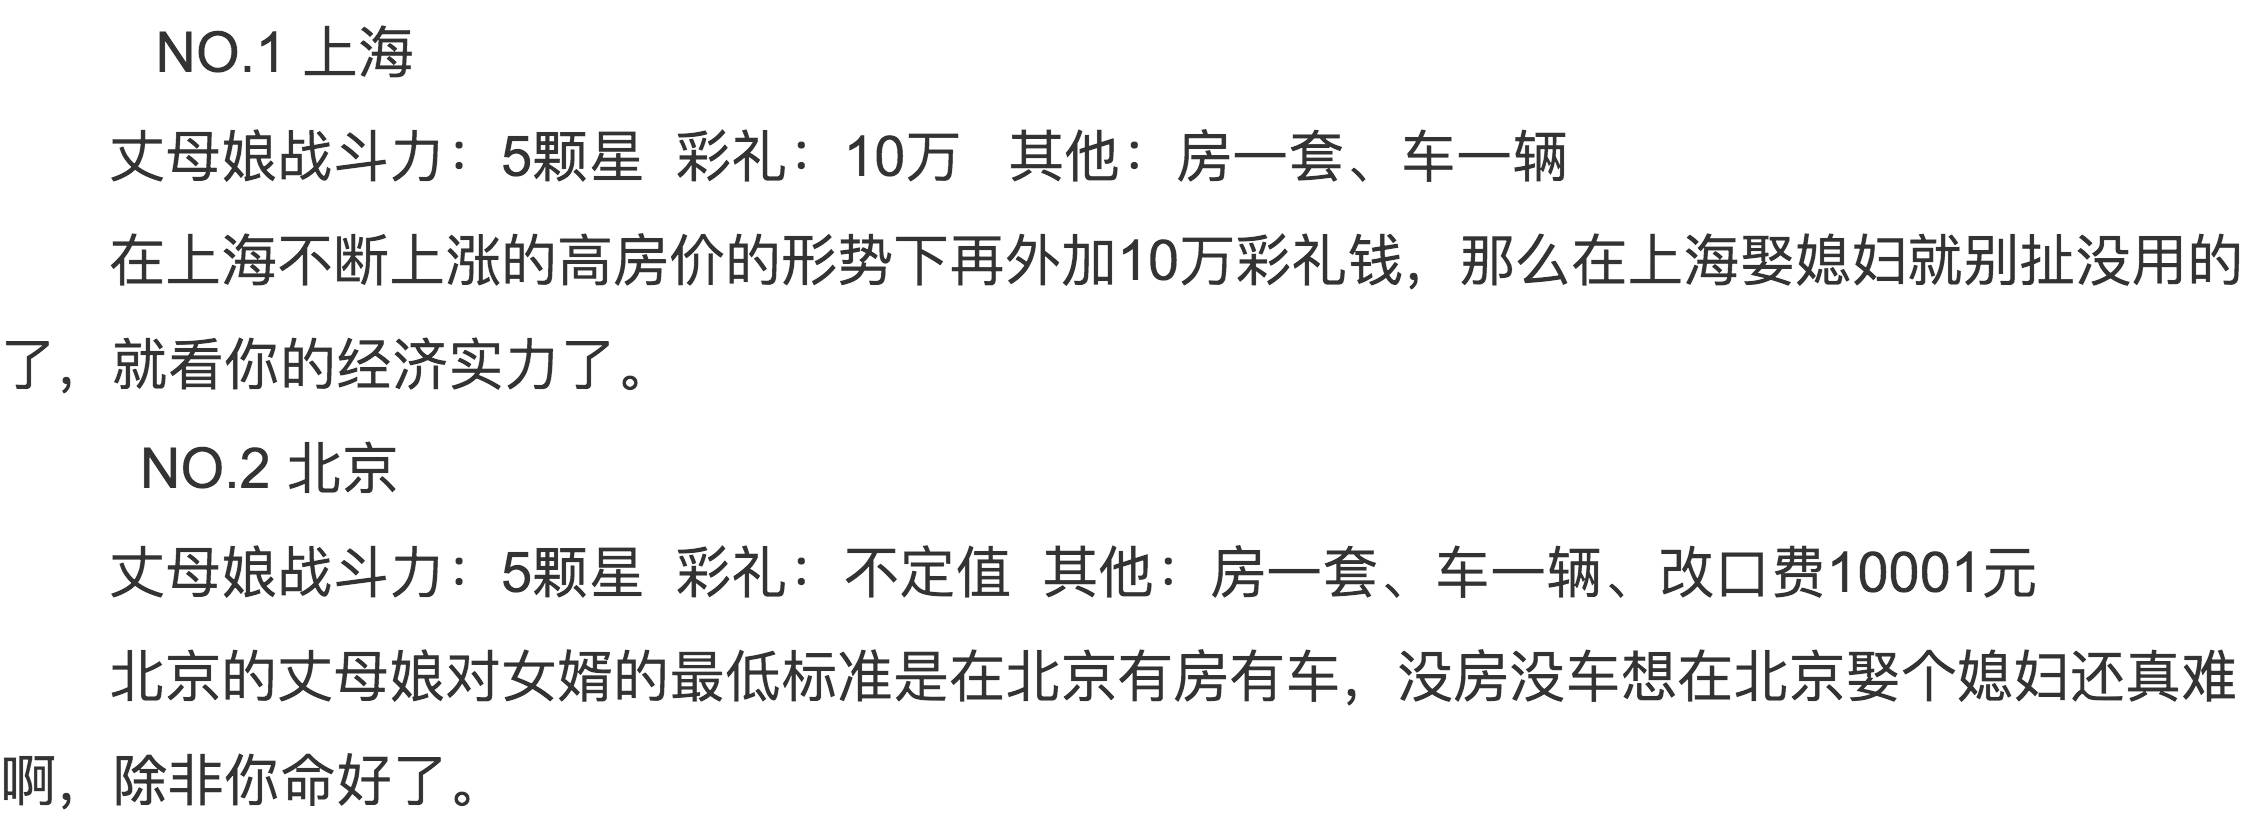 NO.1 上海
丈母娘战斗力：5颗星 彩礼：10万 其他：房一套、车一辆
在上海不断上涨的高房价的形势下再外加10万彩礼钱，那么在上海娶媳妇就别扯没用的
了，就看你的经济实力了。
NO.2 北京
丈母娘战斗力：5颗星 彩礼：不定值 其他：房一套、车一辆、改口费10001元
北京的丈母娘对女婿的最低标准是在北京有房有车，没房没车想在北京娶个媳妇还真难
啊，除非你命好了。